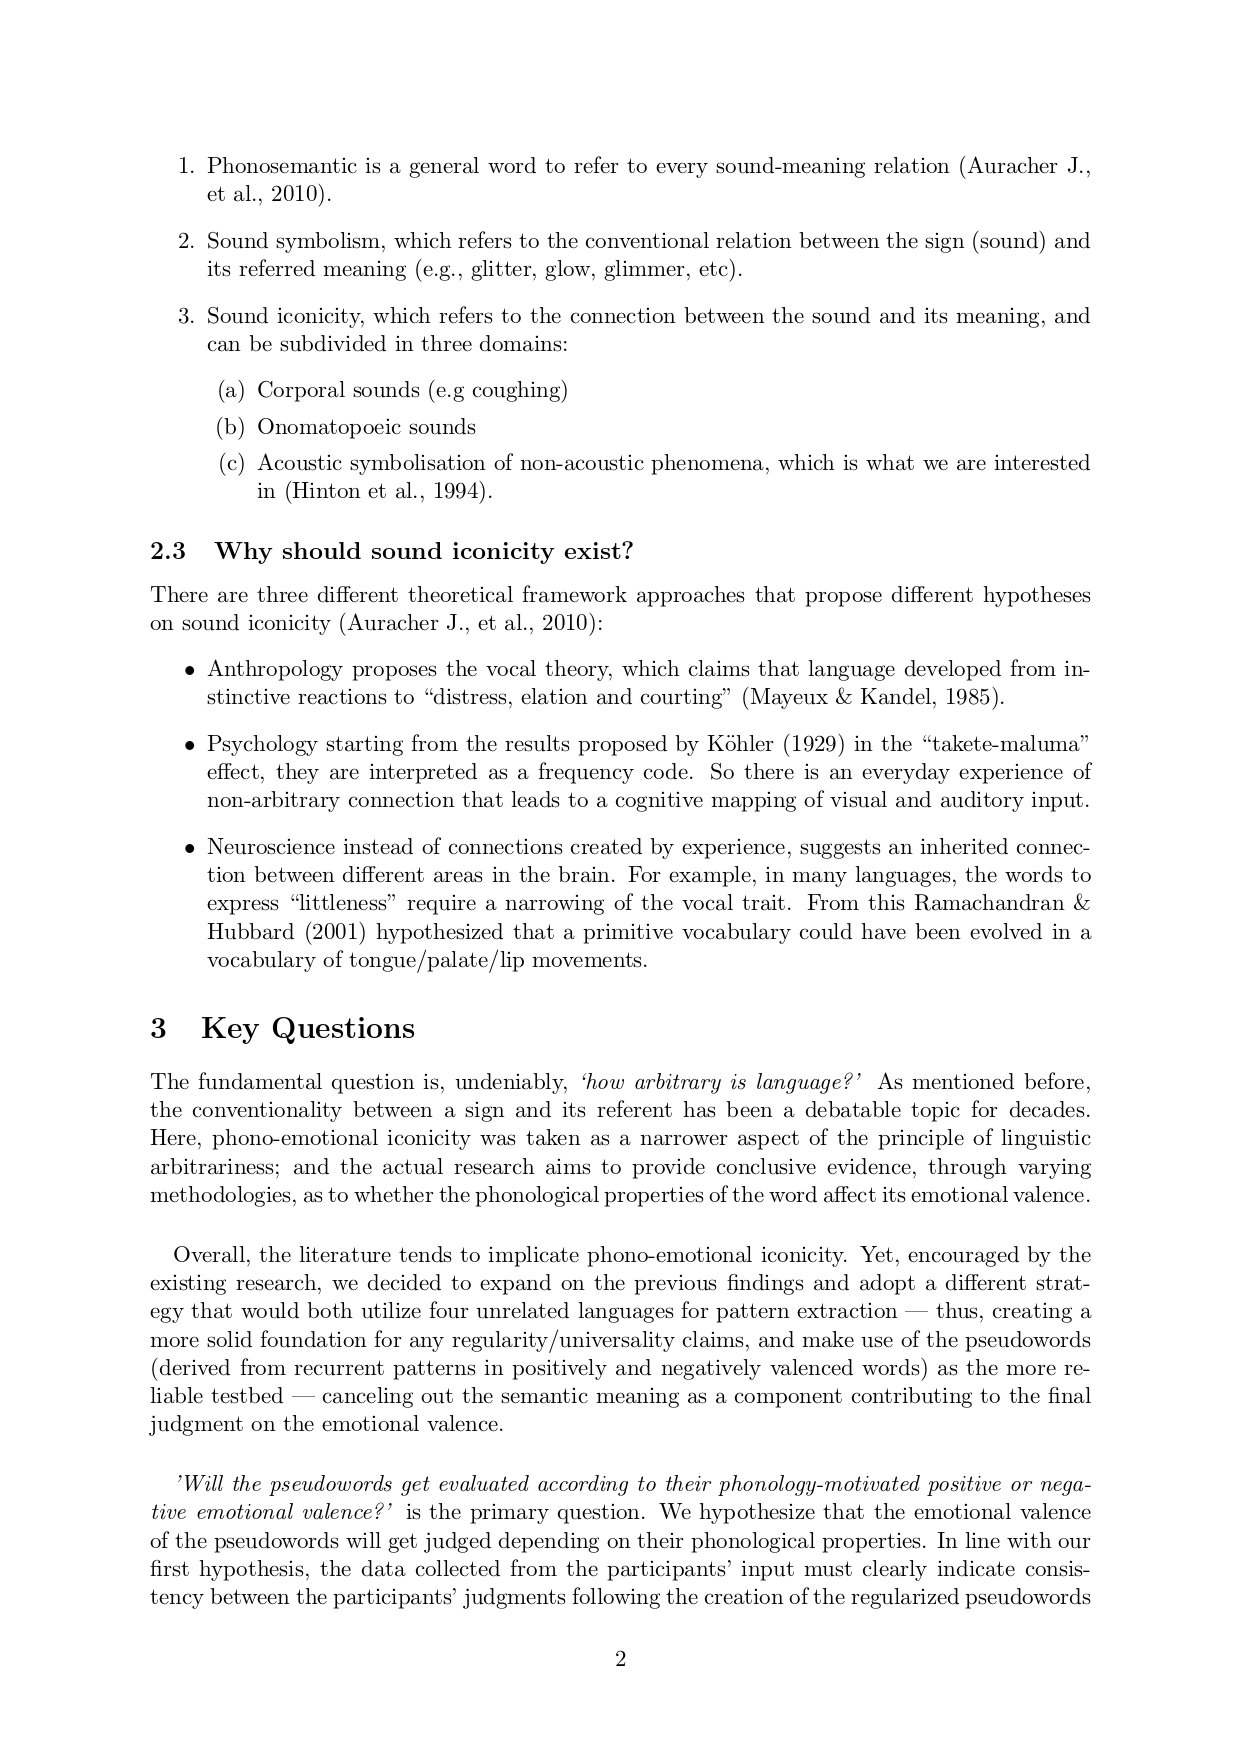 1. Phonosemantic is a general word to refer to every sound-meaning relation (Auracher J.,
et al., 2010).
2. Sound symbolism, which refers to the conventional relation between the sign (sound) and
its referred meaning (e.g., glitter, glow, glimmer, etc).
3. Sound iconicity, which refers to the connection between the sound and its meaning, and
can be subdivided in three domains:
(a) Corporal sounds (e.g coughing)
(b) Onomatopoeic sounds
(c) Acoustic symbolisation of non-acoustic phenomena, which is what we are interested
in (Hinton et al., 1994).
2.3 Why should sound iconicity exist?
There are three different theoretical framework approaches that propose different hypotheses
on sound iconicity (Auracher J., et al., 2010):
• Anthropology proposes the vocal theory, which claims that language developed from in-
stinctive reactions to “distress, elation and courting” (Mayeux & Kandel, 1985).
• Psychology starting from the results proposed by Köhler (1929) in the “takete-maluma”
effect, they are interpreted as a frequency code. So there is an everyday experience of
non-arbitrary connection that leads to a cognitive mapping of visual and auditory input.
• Neuroscience instead of connections created by experience, suggests an inherited connec-
tion between different areas in the brain. For example, in many languages, the words to
express “littleness” require a narrowing of the vocal trait. From this Ramachandran &
Hubbard (2001) hypothesized that a primitive vocabulary could have been evolved in a
vocabulary of tongue/palate/lip movements.
3 Key Questions
The fundamental question is, undeniably, ‘how arbitrary is language?’ As mentioned before,
the conventionality between a sign and its referent has been a debatable topic for decades.
Here, phono-emotional iconicity was taken as a narrower aspect of the principle of linguistic
arbitrariness; and the actual research aims to provide conclusive evidence, through varying
methodologies, as to whether the phonological properties of the word affect its emotional valence.
Overall, the literature tends to implicate phono-emotional iconicity. Yet, encouraged by the
existing research, we decided to expand on the previous findings and adopt a different strat-
egy that would both utilize four unrelated languages for pattern extraction — thus, creating a
more solid foundation for any regularity/universality claims, and make use of the pseudowords
(derived from recurrent patterns in positively and negatively valenced words) as the more re-
liable testbed — canceling out the semantic meaning as a component contributing to the final
judgment on the emotional valence.
’Will the pseudowords get evaluated according to their phonology-motivated positive or nega-
tive emotional valence?’ is the primary question. We hypothesize that the emotional valence
of the pseudowords will get judged depending on their phonological properties. In line with our
first hypothesis, the data collected from the participants’ input must clearly indicate consis-
tency between the participants’ judgments following the creation of the regularized pseudowords
2